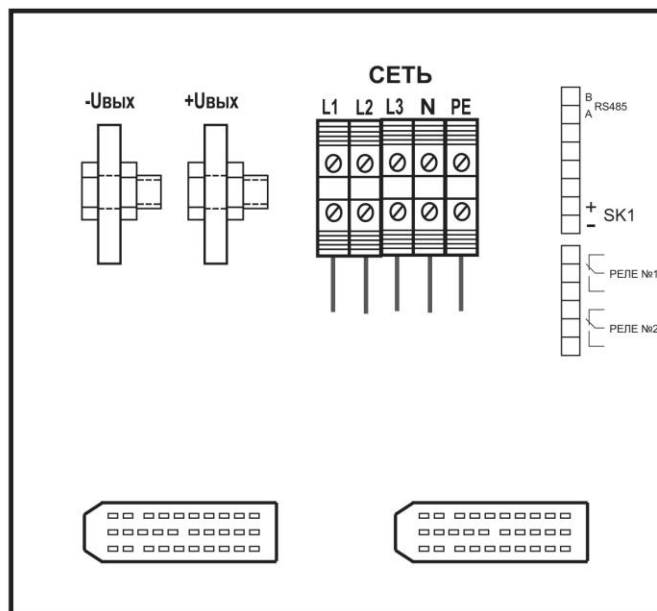 СЕТЬ
-Uвых +Uвых
L1 L2 L3 N PE
B
A RS485
+
- SK1
РЕЛЕ №1
РЕЛЕ №2